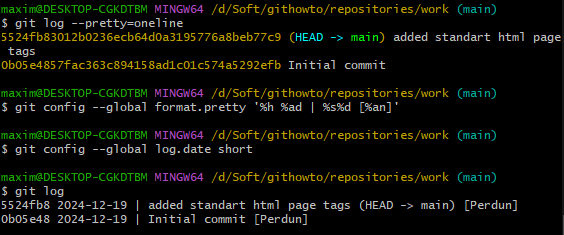 maxim@DESKTOP-CGKDTBM MINGW64 /d/Soft/githowto/repositories/work (main)
$ git log --pretty=oneline
5524fb83012b0236ecb64d0a3195776a8beb77c9 (HEAD -> main) added standart html page
 tags
0b05e4857fac363c894158ad1c01c574a5292efb Initial commit
maxim@DESKTOP-CGKDTBM MINGW64 /d/Soft/githowto/repositories/work (main)
$ git config --global format.pretty '%h %ad | %s%d [%an]'
maxim@DESKTOP-CGKDTBM MINGW64 /d/Soft/githowto/repositories/work (main)
$ git config --global log.date short
maxim@DESKTOP-CGKDTBM MINGW64 /d/Soft/githowto/repositories/work (main)
$ git log
5524fb8 2024-12-19 | added standart html page tags (HEAD -> main) [Perdun]
0b05e48 2024-12-19 | Initial commit [Perdun]